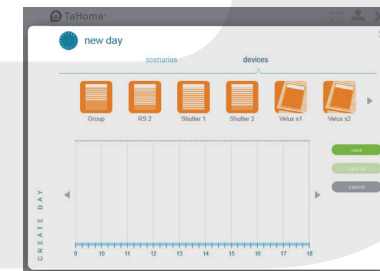 TaHoma
new day
scenarios devices
Group RS 2 Shutter 1 Shutter 2 Velux s1 Velux s2
save
save as
cancel
CREATE DAY
9 10 11 12 13 14 15 16 17 18